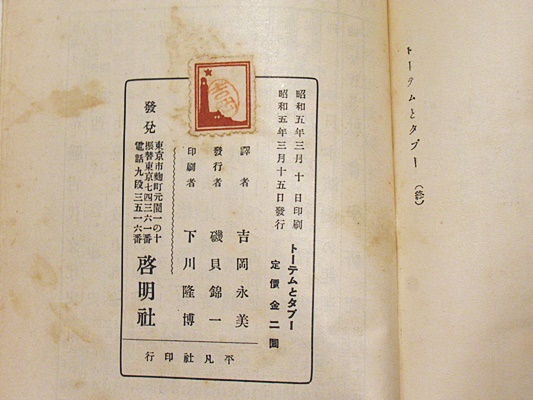 トーテムとタブー（終）
昭和五年三月十日印刷
昭和五年三月十五日發行
トーテムとタブー
定價金二圓
譯者 吉岡永美
發行者 磯貝錦一
印刷者 下川隆博
發兌
東京市麴町元園一の十
振替東京七四三六一番
電話九段三五一六番
啓明社
平凡社印行